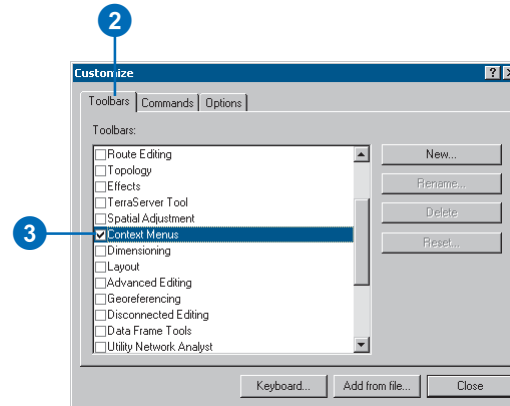 2
Customize
Toolbars Commands Options
Toolbars:
Route Editing
Topology
Effects
TerraServer Tool
Spatial Adjustment
Context Menus
Dimensioning
Layout
Advanced Editing
Georeferencing
Disconnected Editing
Data Frame Tools
Utility Network Analyst
New...
Rename...
Delete
Reset...
3
Keyboard... Add from file... Close